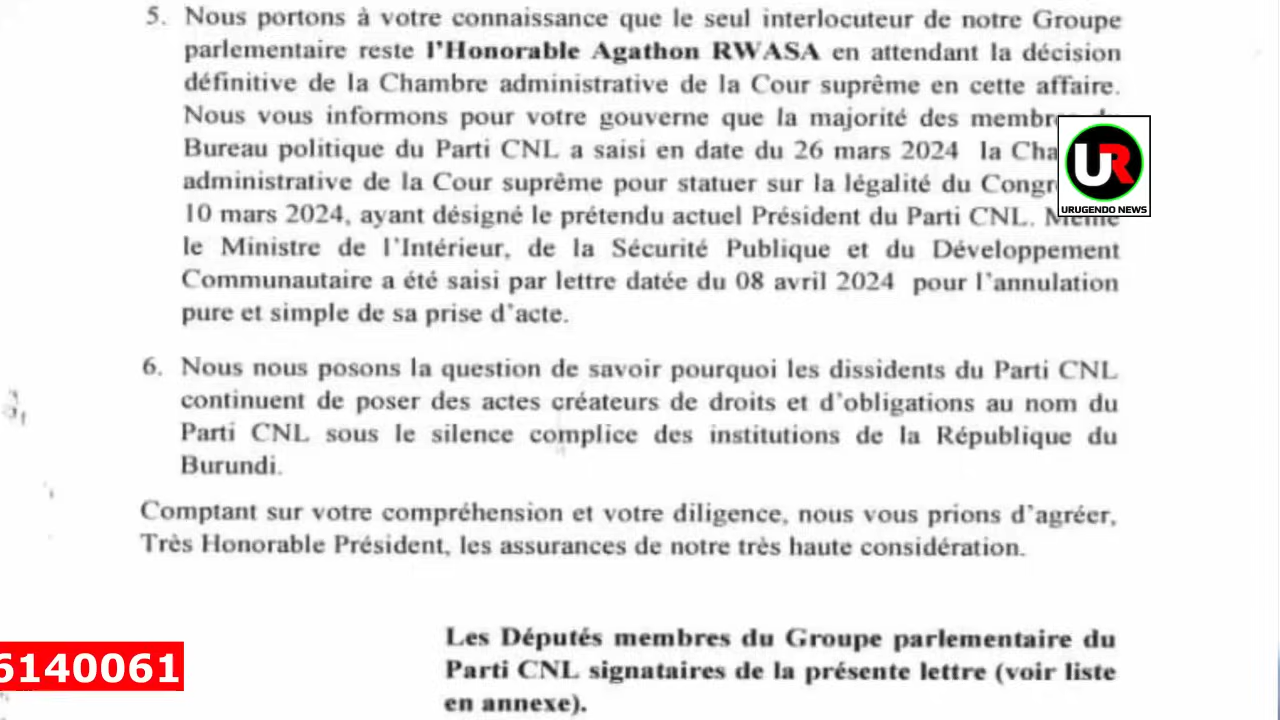 5. Nous portons à votre connaissance que le seul interlocuteur de notre Groupe
parlementaire reste l'Honorable Agathon RWASA en attendant la décision
définitive de la Chambre administrative de la Cour suprême en cette affaire.
Nous vous informons pour votre gouverne que la majorité des membres du
Bureau politique du Parti CNL a saisi en date du 26 mars 2024 la Cha
administrative de la Cour suprême pour statuer sur la légalité du Congr
10 mars 2024, ayant désigné le prétendu actuel Président du Parti CNL. Même
le Ministre de l'Intérieur, de la Sécurité Publique et du Développement
Communautaire a été saisi par lettre datée du 08 avril 2024 pour l'annulation
pure et simple de sa prise d'acte.
UR
URUGENDO NEWS
6. Nous nous posons la question de savoir pourquoi les dissidents du Parti CNL
continuent de poser des actes créateurs de droits et d'obligations au nom du
Parti CNL sous le silence complice des institutions de la République du
Burundi.
Comptant sur votre compréhension et votre diligence, nous vous prions d'agréer,
Très Honorable Président, les assurances de notre très haute considération.
Les Députés membres du Groupe parlementaire du
Parti CNL signataires de la présente lettre (voir liste
en annexe).
6140061